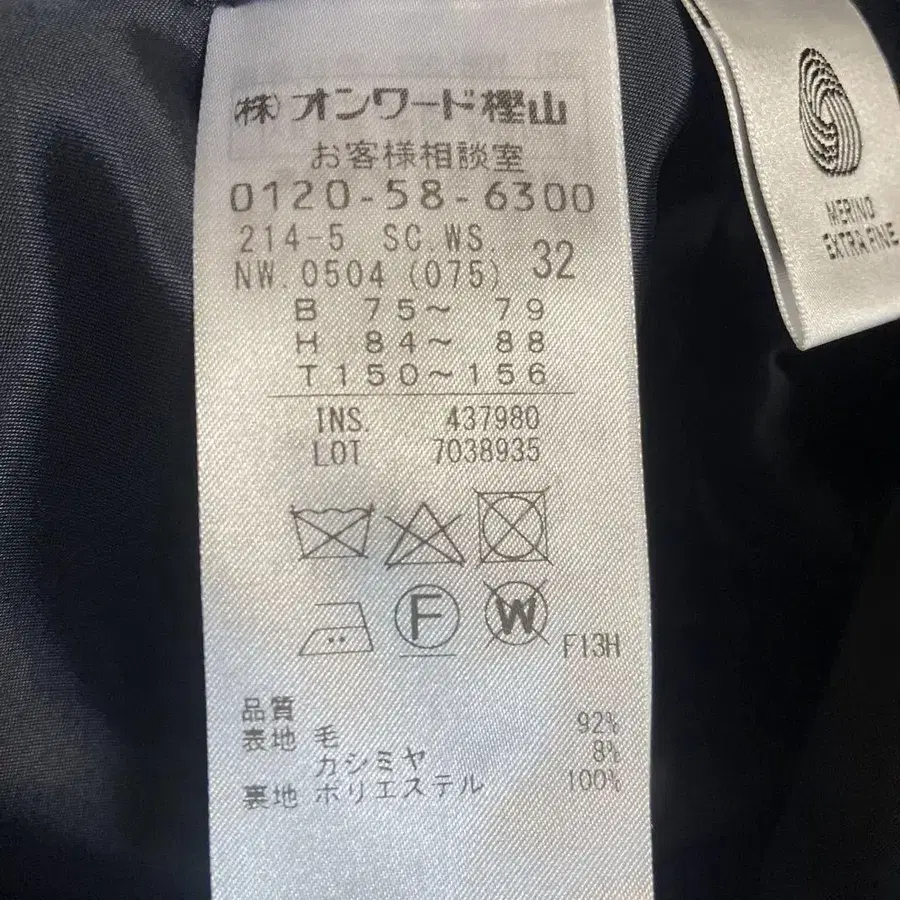 (株)オンワード樫山
お客様相談室
0120-58-6300
214-5 SC.WS. 32
NW.0504 (075)
B 75～ 79
H 84～ 88
T150～156
INS. 437980
LOT 7038935
F
W
F13H
品質
表地 毛 92%
カシミヤ 8%
裏地 ポリエステル 100%
MERINO
EXTRA FINE